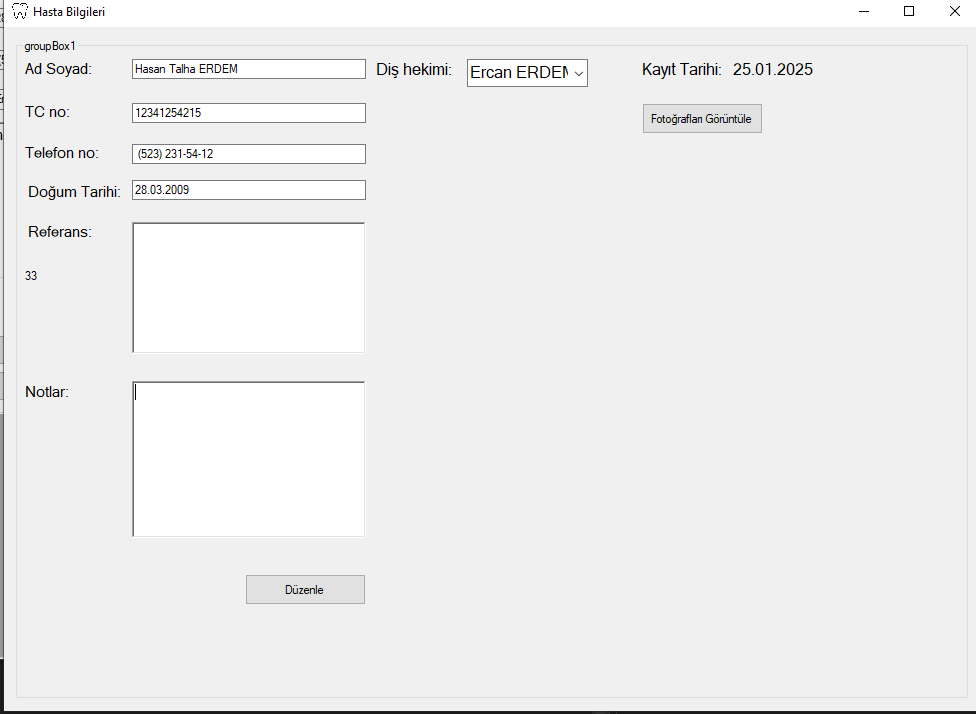 Hasta Bilgileri
groupBox1
Ad Soyad: Hasan Talha ERDEM Diş hekimi: Ercan ERDEM Kayıt Tarihi: 25.01.2025
TC no: 12341254215 Fotoğrafları Görüntüle
Telefon no: (523) 231-54-12
Doğum Tarihi: 28.03.2009
Referans:
33
Notlar:
Düzenle